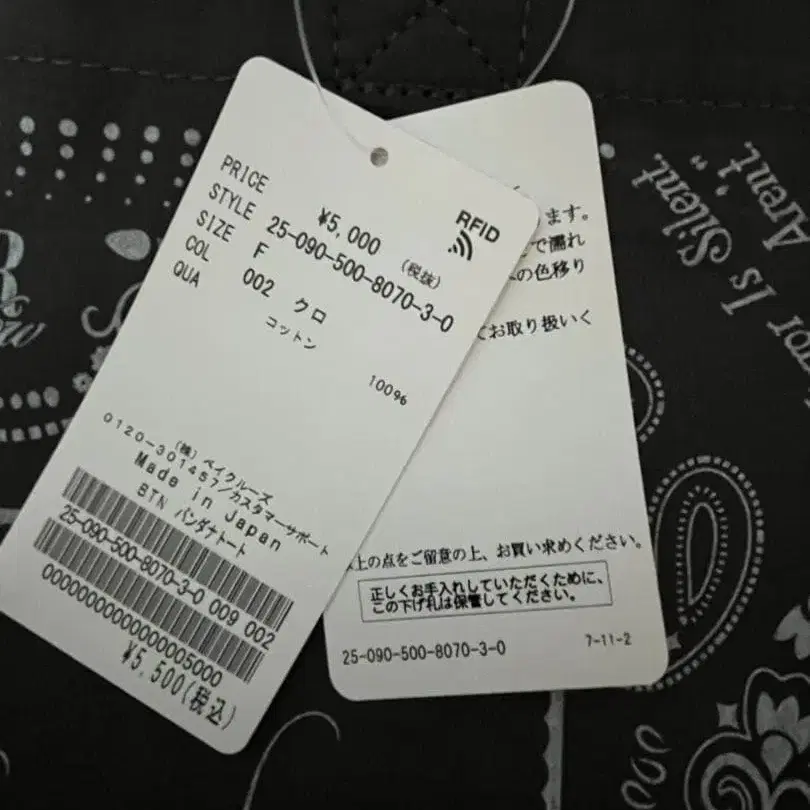 PRICE ¥5,000 (税抜)
STYLE 25-090-500-8070-3-0
SIZE F
COL 002 クロ
QUA コットン 100%
RFID
(株)ベイクルーズ
0120-301457/カスタマーサポート
Made in Japan
BTN バンダナトート
25-090-500-8070-3-0 009 002
¥5,500(税込)
ます。
で濡れ
の色移り
てお取り扱いく
上の点をご留意の上、お買い求めください。
正しくお手入れしていただくために、
この下げ札は保管してください。
25-090-500-8070-3-0 7-11-2
Is Silent.
Aren't."